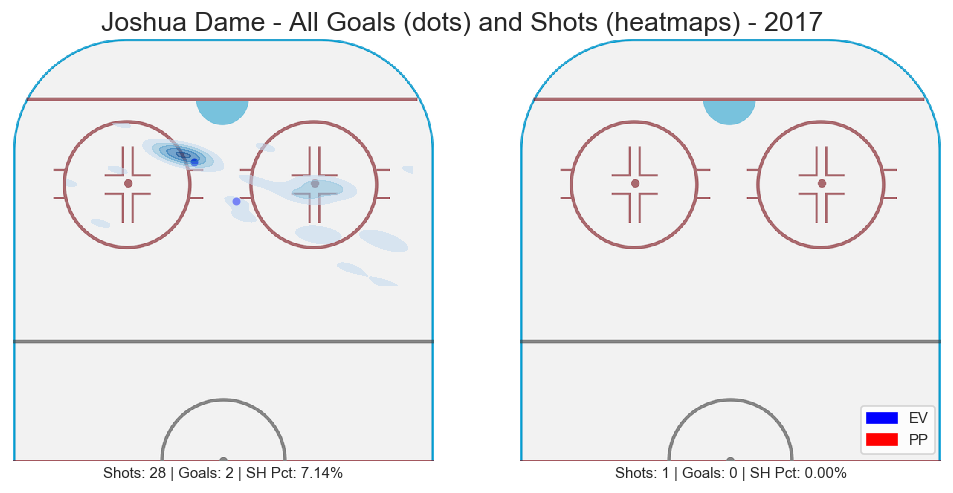 Joshua Dame - All Goals (dots) and Shots (heatmaps) - 2017
EV
PP
Shots: 28 | Goals: 2 | SH Pct: 7.14%
Shots: 1 | Goals: 0 | SH Pct: 0.00%